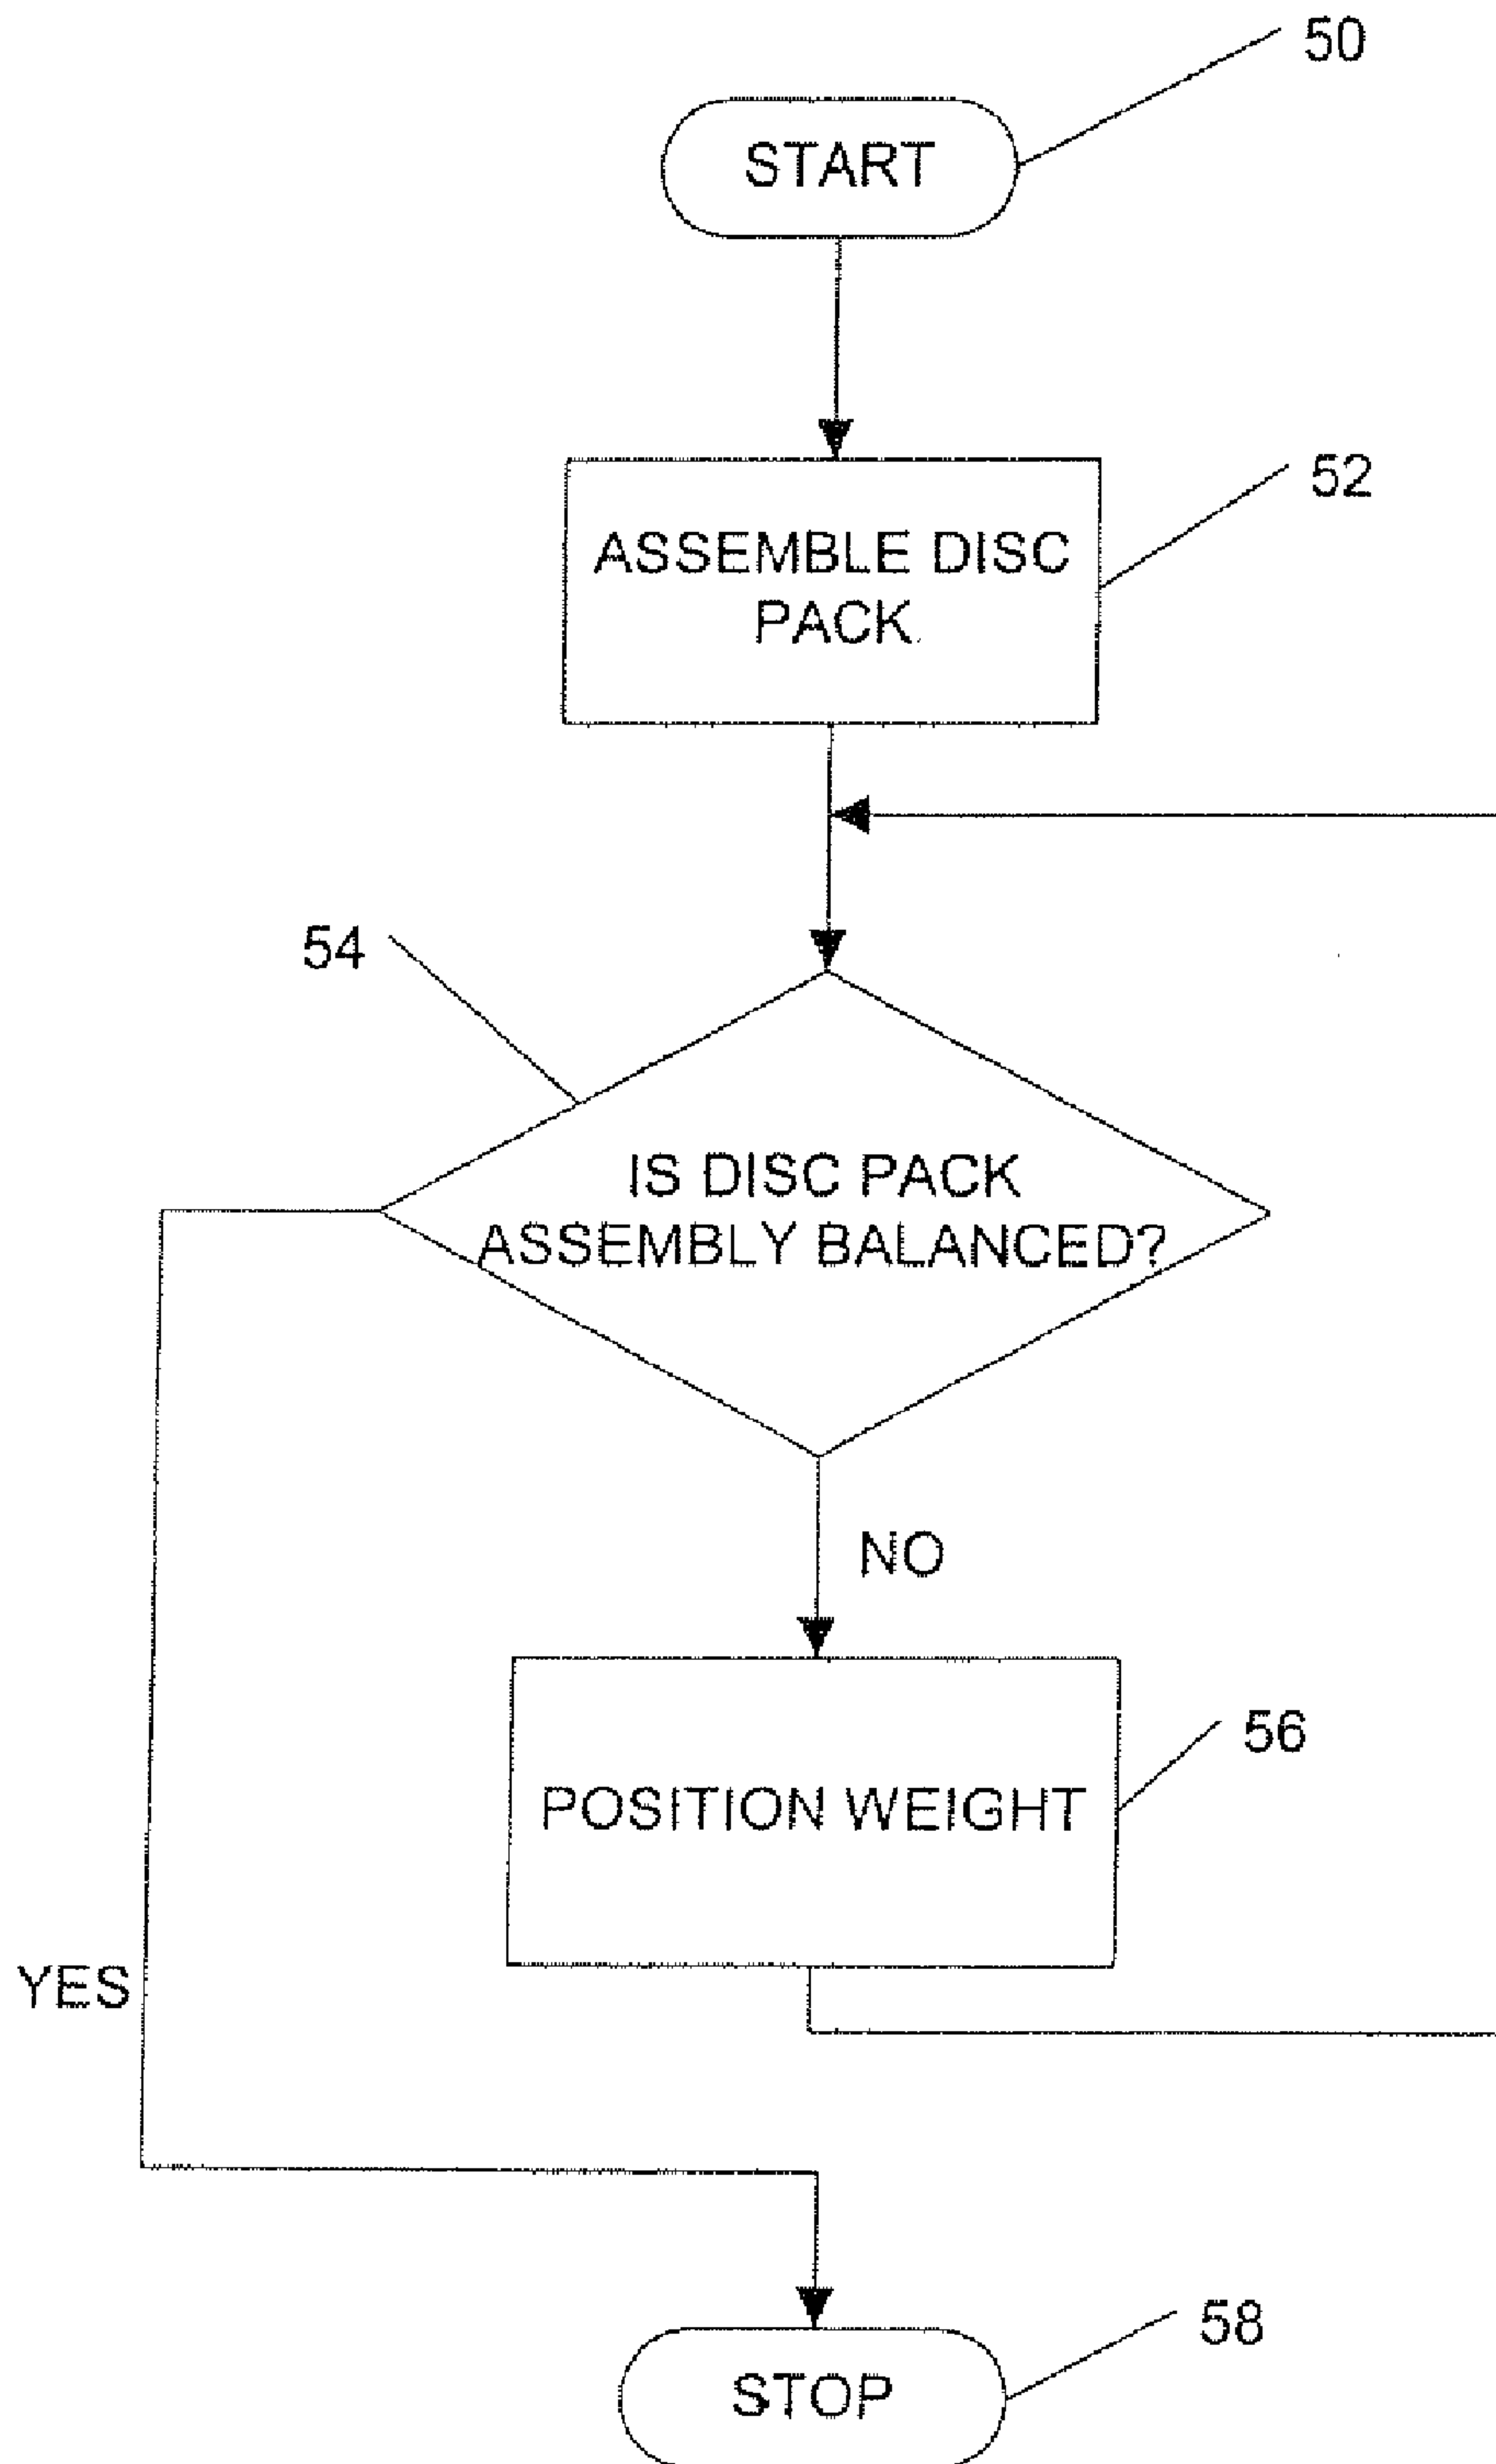 50
START
52
ASSEMBLE DISC
PACK
54
IS DISC PACK
ASSEMBLY BALANCED?
NO
56
POSITION WEIGHT
YES
58
STOP